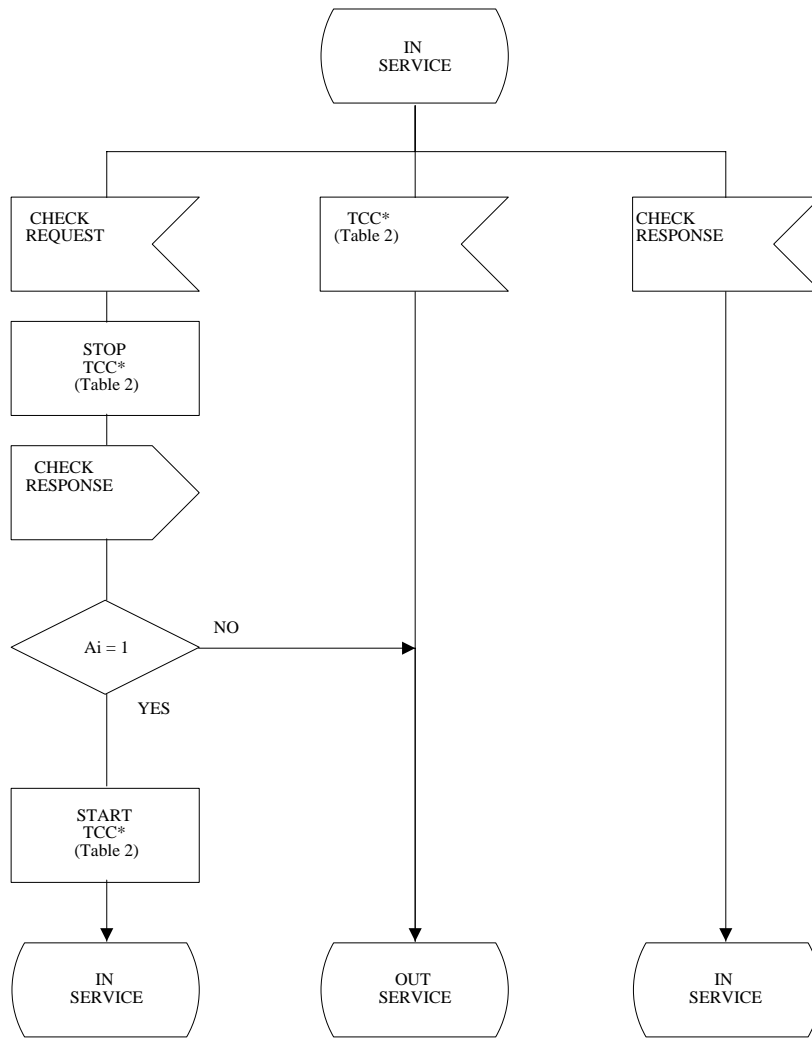 IN
SERVICE
CHECK
REQUEST
TCC*
(Table 2)
CHECK
RESPONSE
STOP
TCC*
(Table 2)
CHECK
RESPONSE
Ai = 1
NO
YES
START
TCC*
(Table 2)
IN
SERVICE
OUT
SERVICE
IN
SERVICE